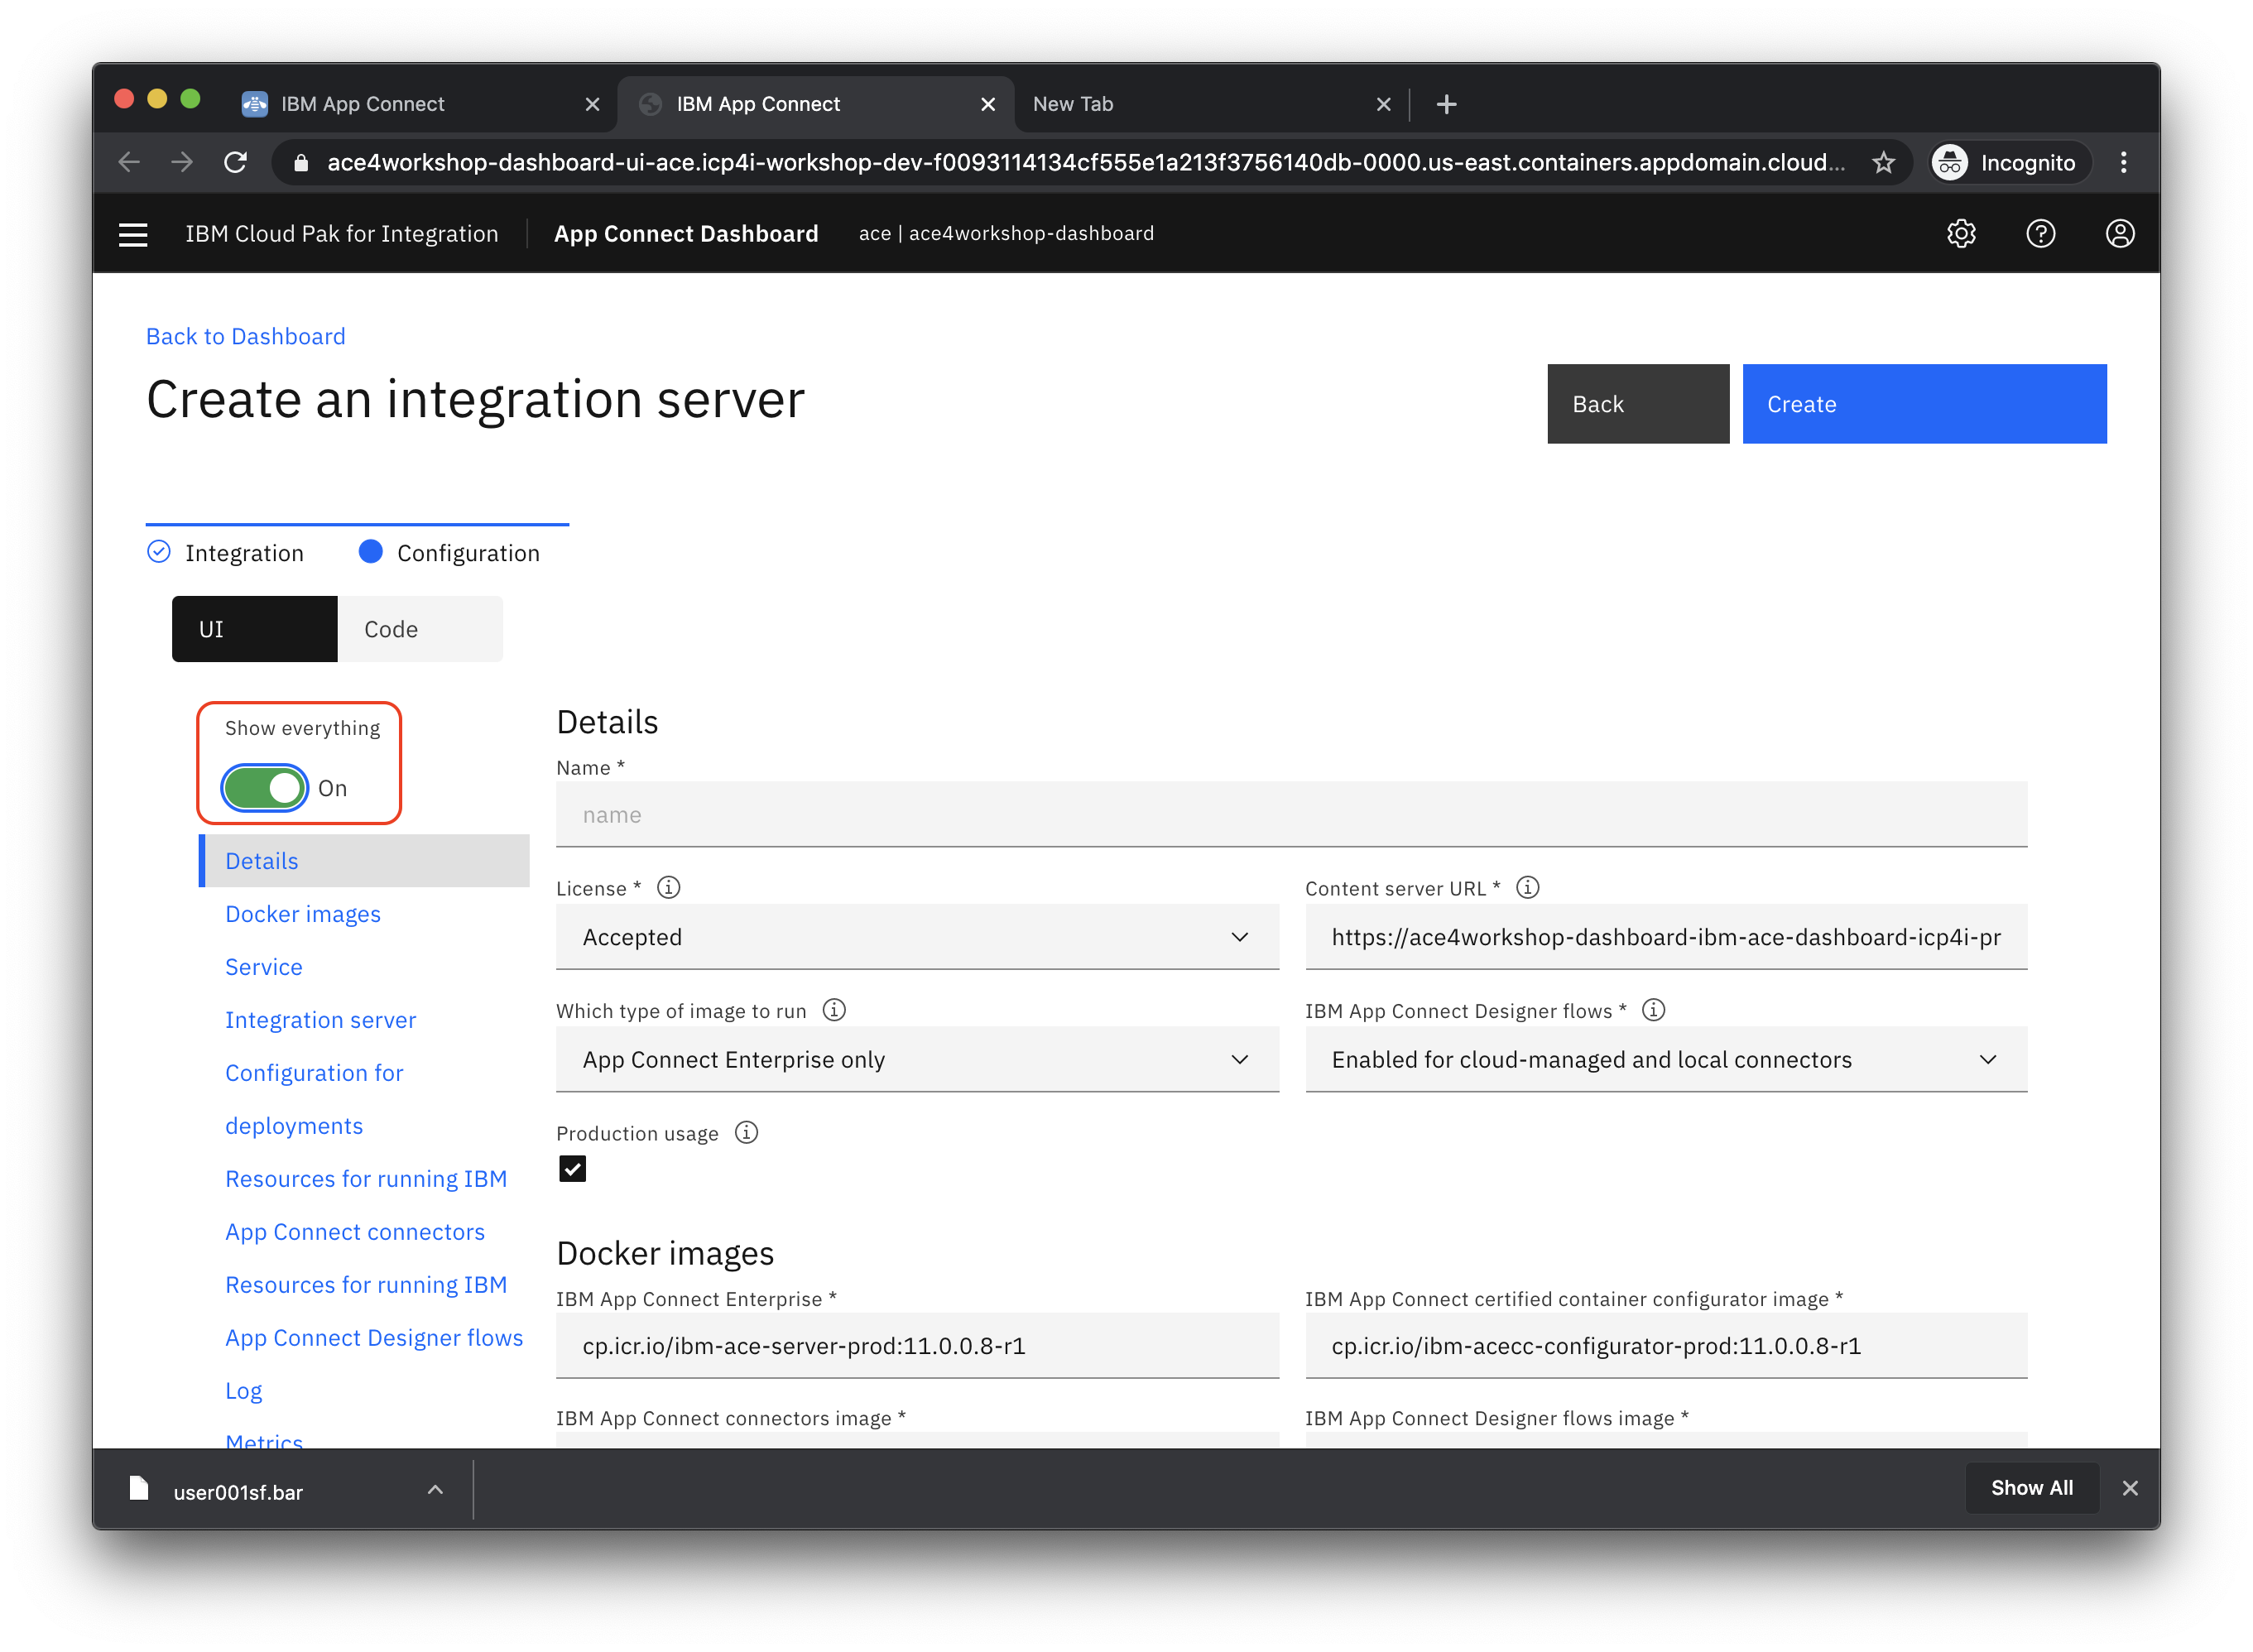 IBM App Connect
IBM App Connect
New Tab
ace4workshop-dashboard-ui-ace.icp4i-workshop-dev-f0093114134cf555e1a213f3756140db-0000.us-east.containers.appdomain.cloud...
Incognito
IBM Cloud Pak for Integration
App Connect Dashboard
ace | ace4workshop-dashboard
Back to Dashboard
Create an integration server
Back
Create
Integration
Configuration
UI
Code
Show everything
On
Details
Docker images
Service
Integration server
Configuration for
deployments
Resources for running IBM
App Connect connectors
Resources for running IBM
App Connect Designer flows
Log
Metrics
Details
Name *
name
License *
Content server URL *
Accepted
https://ace4workshop-dashboard-ibm-ace-dashboard-icp4i-pr
Which type of image to run
IBM App Connect Designer flows *
App Connect Enterprise only
Enabled for cloud-managed and local connectors
Production usage
Docker images
IBM App Connect Enterprise *
IBM App Connect certified container configurator image *
cp.icr.io/ibm-ace-server-prod:11.0.0.8-r1
cp.icr.io/ibm-acecc-configurator-prod:11.0.0.8-r1
IBM App Connect connectors image *
IBM App Connect Designer flows image *
user001sf.bar
Show All